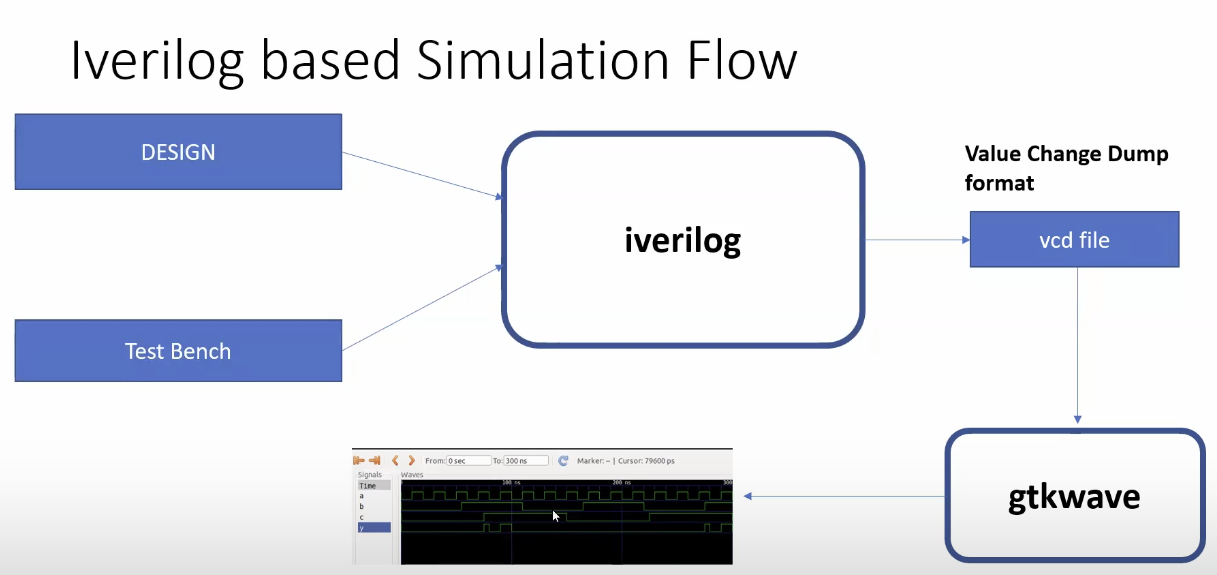 Iverilog based Simulation Flow
DESIGN
Test Bench
iverilog
Value Change Dump
format
vcd file
gtkwave
From: 0 sec To: 300 ns Marker: -- | Cursor: 79600 ps
Signals Waves
Time 100 ns 200 ns 300
a
b
c
y